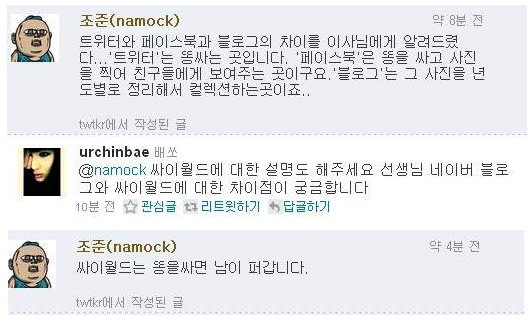 조준(namock) 약 8분 전
트위터와 페이스북과 블로그의 차이를 이사님에게 알려드렸
다...'트위터'는 똥싸는 곳입니다. '페이스북'은 똥을 싸고 사진
을 찍어 친구들에게 보여주는 곳이구요.'블로그'는 그 사진을 년
도별로 정리해서 컬렉션하는곳이죠..
twtkr에서 작성된 글
urchinbae 배쏘
@namock 싸이월드에 대한 설명도 해주세요 선생님 네이버 블로
그와 싸이월드에 대한 차이점이 궁금합니다
10분 전 관심글 리트윗하기 답글하기
조준(namock) 약 4분 전
싸이월드는 똥을싸면 남이 퍼갑니다.
twtkr에서 작성된 글